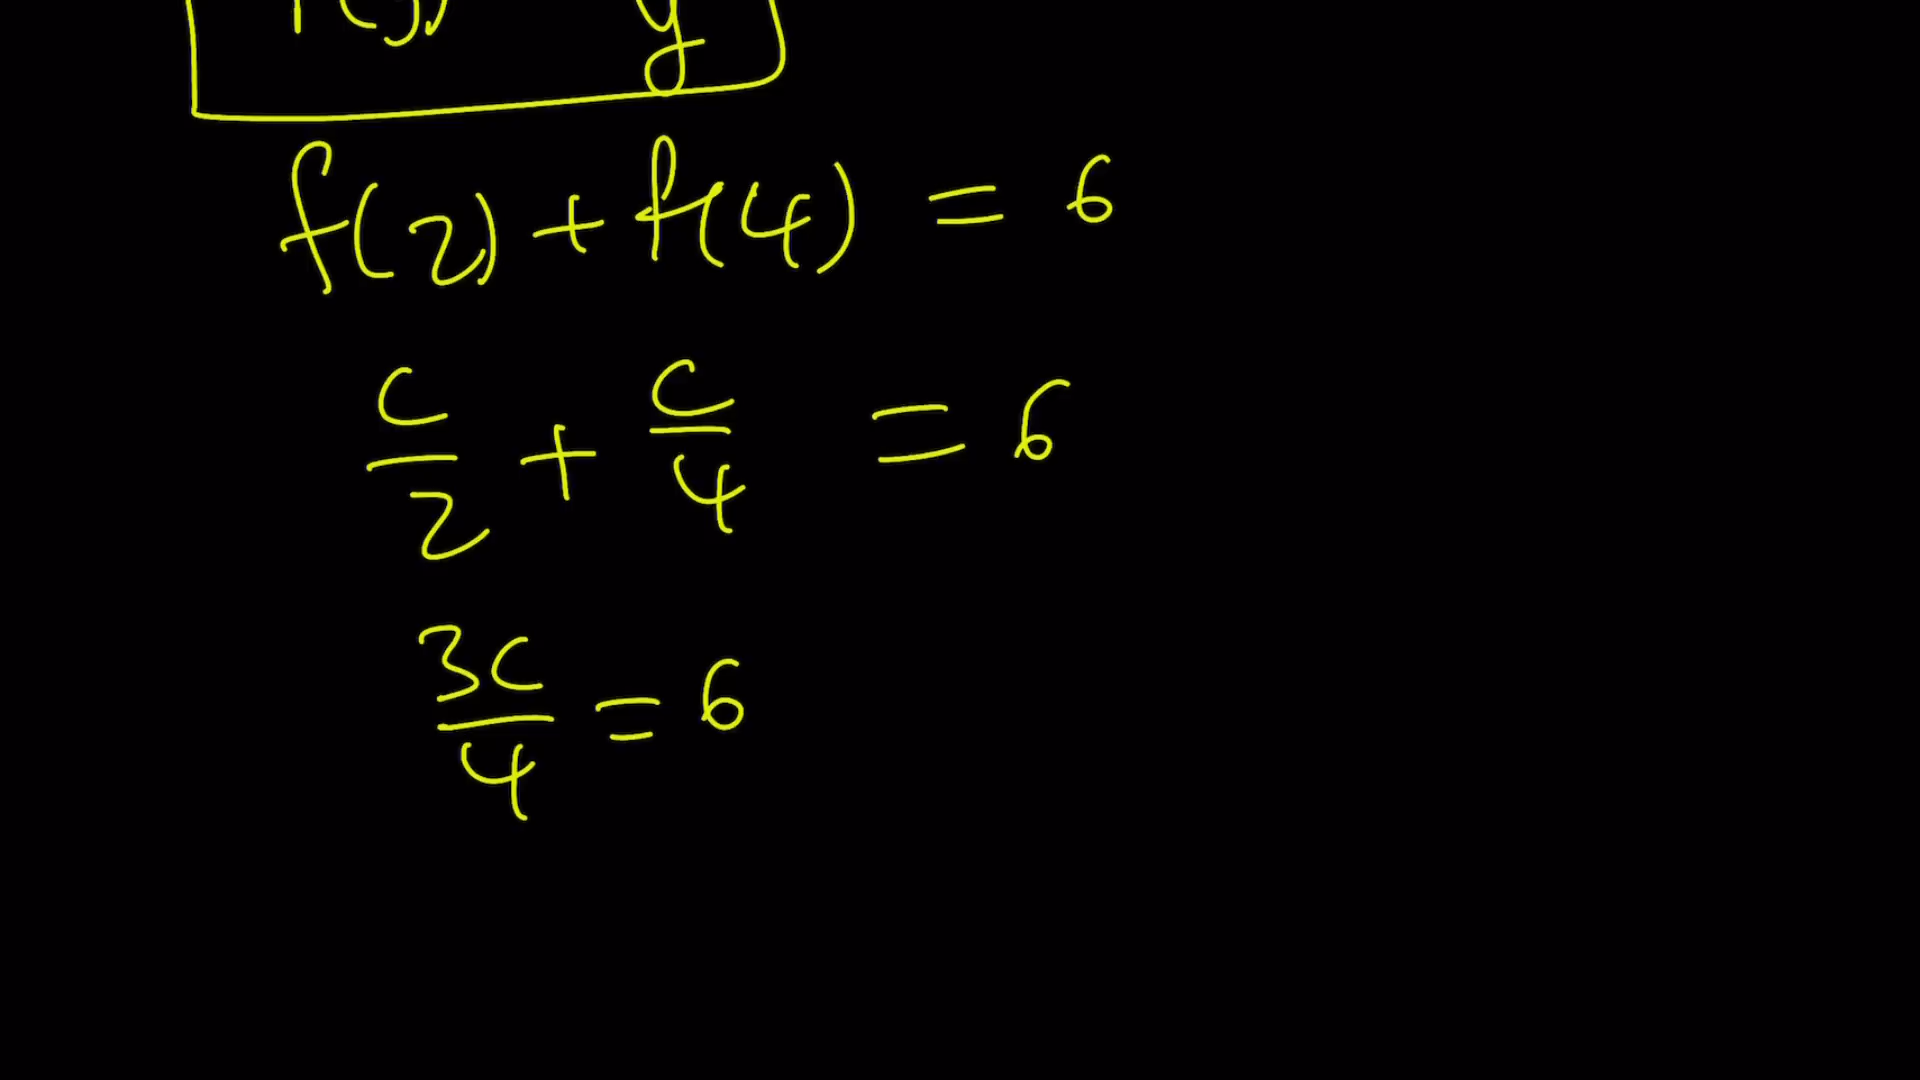 y
f(2) + f(4) = 6
c/2 + c/4 = 6
3c/4 = 6